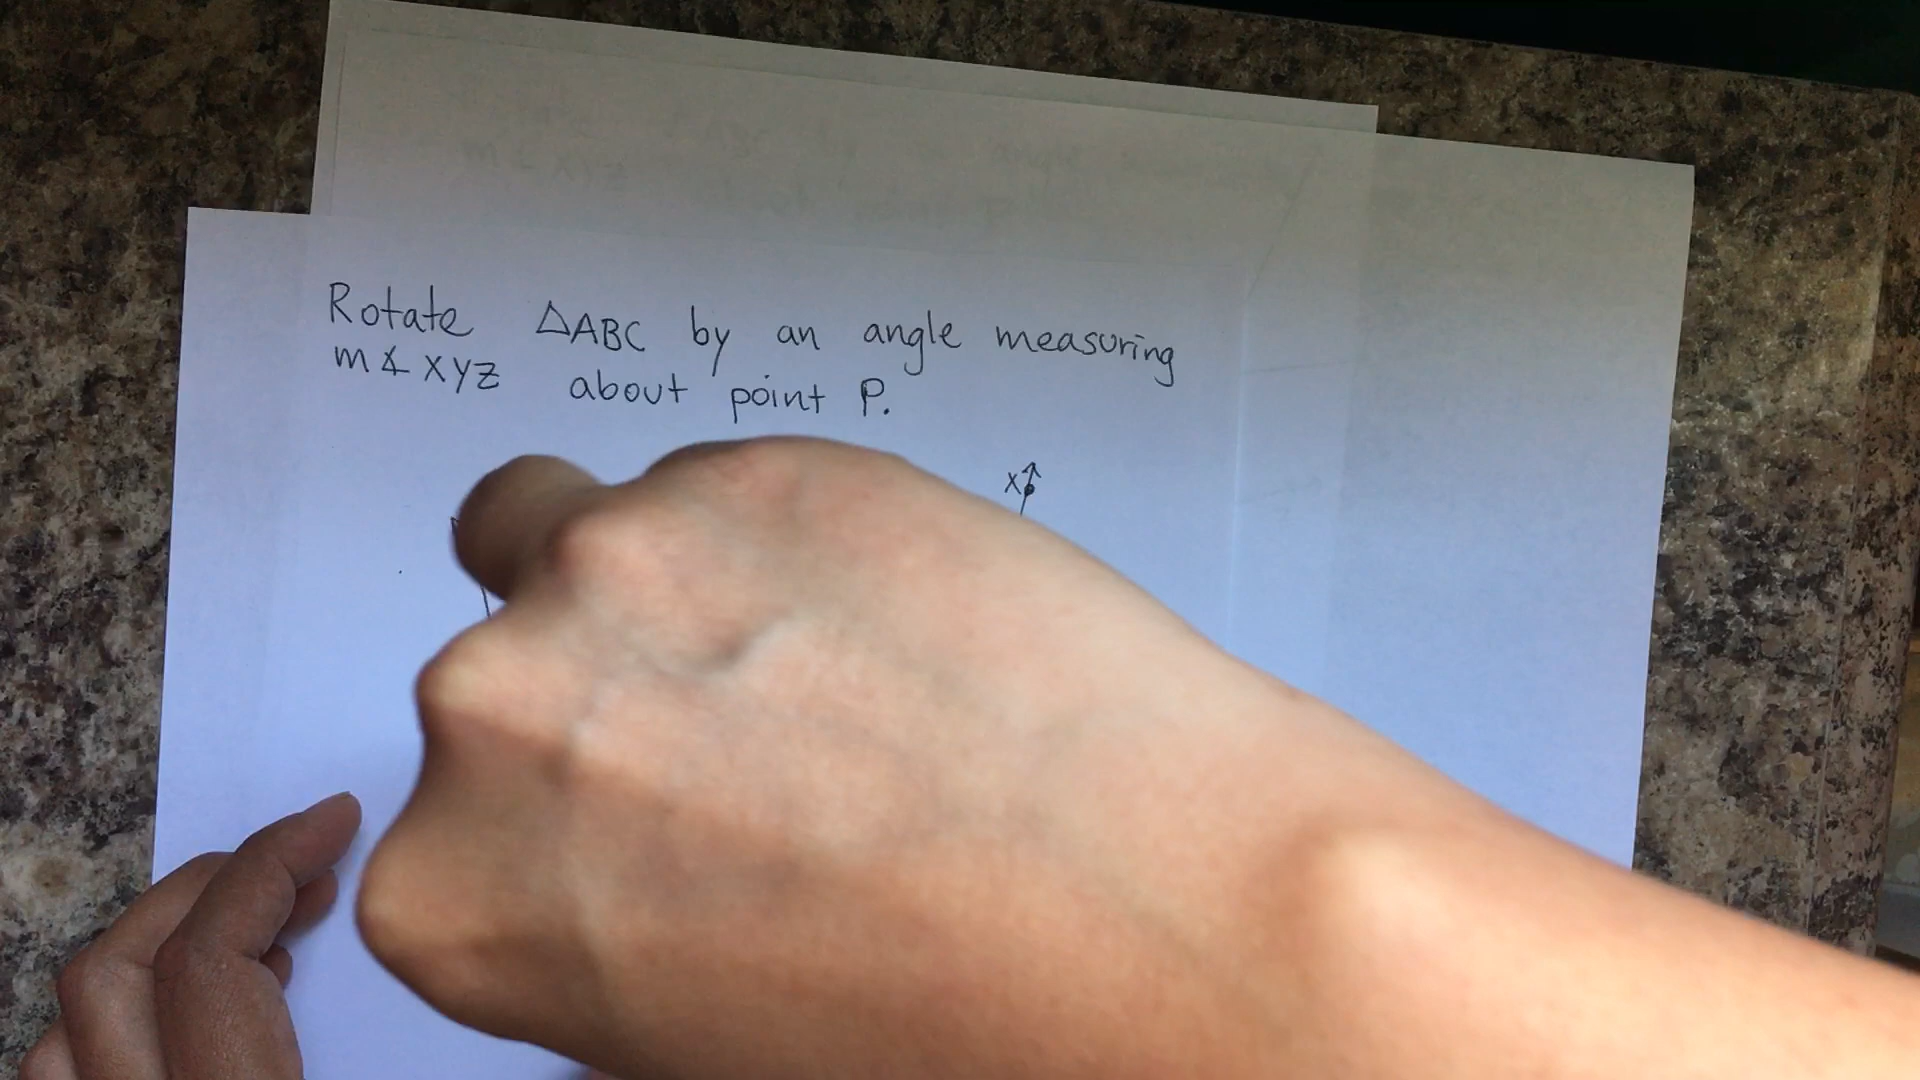 Rotate △ABC by an angle measuring
m∡XYZ about point P.
X